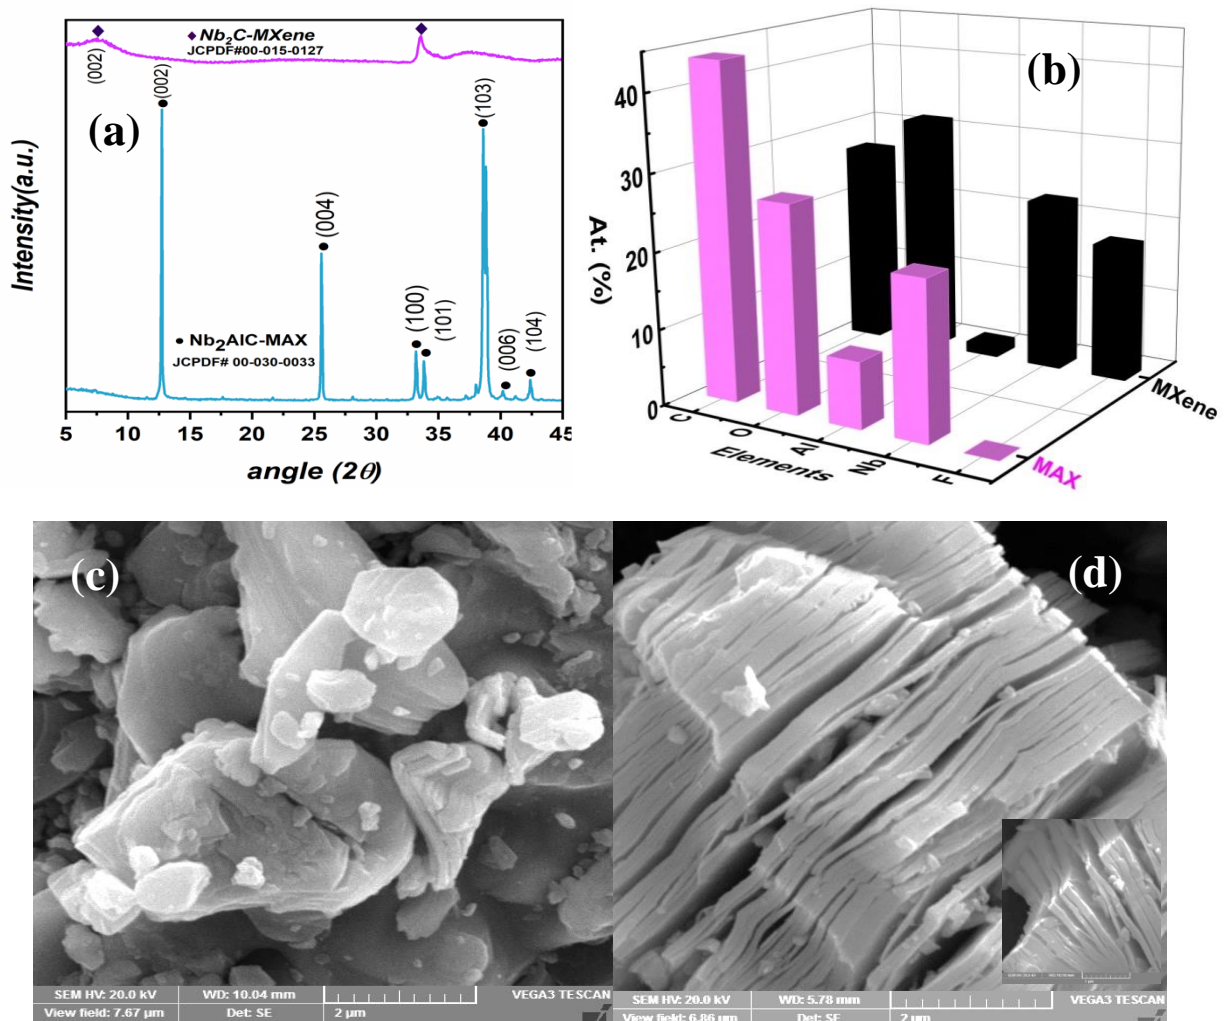 ◆ Nb2C-MXene
JCPDF#00-015-0127
(002)
(002)
(a)
(103)
(004)
(100)
(101)
(006)
(104)
• Nb2AlC-MAX
JCPDF# 00-030-0033
Intensity(a.u.)
5 10 15 20 25 30 35 40 45
angle (2θ)
(b)
40
30
20
10
0
At. (%)
C
O
Al
Nb
F
Elements
MXene
MAX
(c)
SEM HV: 20.0 kV WD: 10.04 mm VEGA3 TESCAN
View field: 7.67 µm Det: SE 2 µm
(d)
SEM HV: 20.0 kV WD: 5.78 mm VEGA3 TESCAN
View field: 6.86 µm Det: SE 2 µm